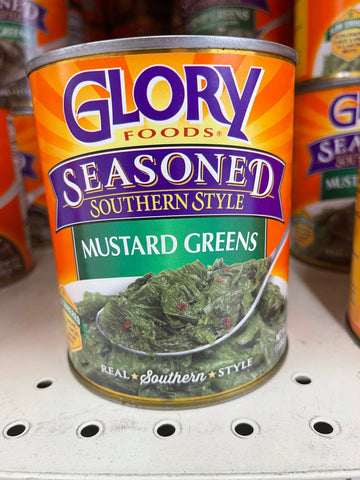 GLORY
FOODS®
SEASONED
SOUTHERN STYLE
MUSTARD GREENS
REAL ★ Southern ★ STYLE